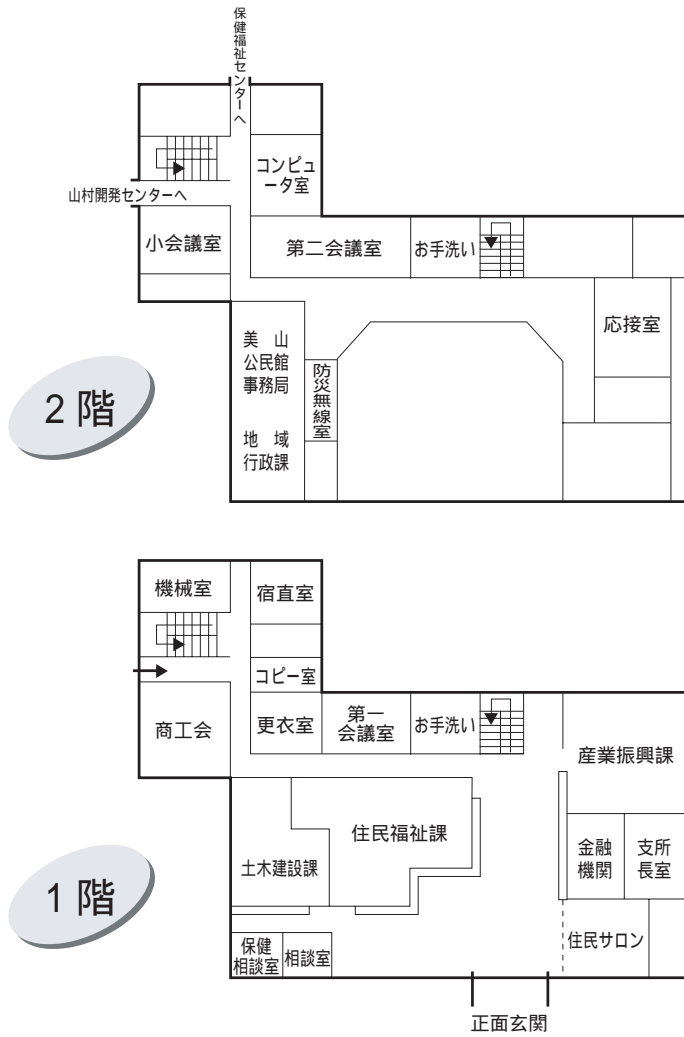 保健福祉センターへ
コンピュ
ータ室
山村開発センターへ
小会議室
第二会議室
お手洗い
応接室
美 山
公民館
事務局
地 域
行政課
防災無線室
2 階
機械室
宿直室
コピー室
商工会
更衣室
第一
会議室
お手洗い
産業振興課
住民福祉課
土木建設課
金融
機関
支所
長室
1 階
保健
相談室
相談室
住民サロン
正面玄関